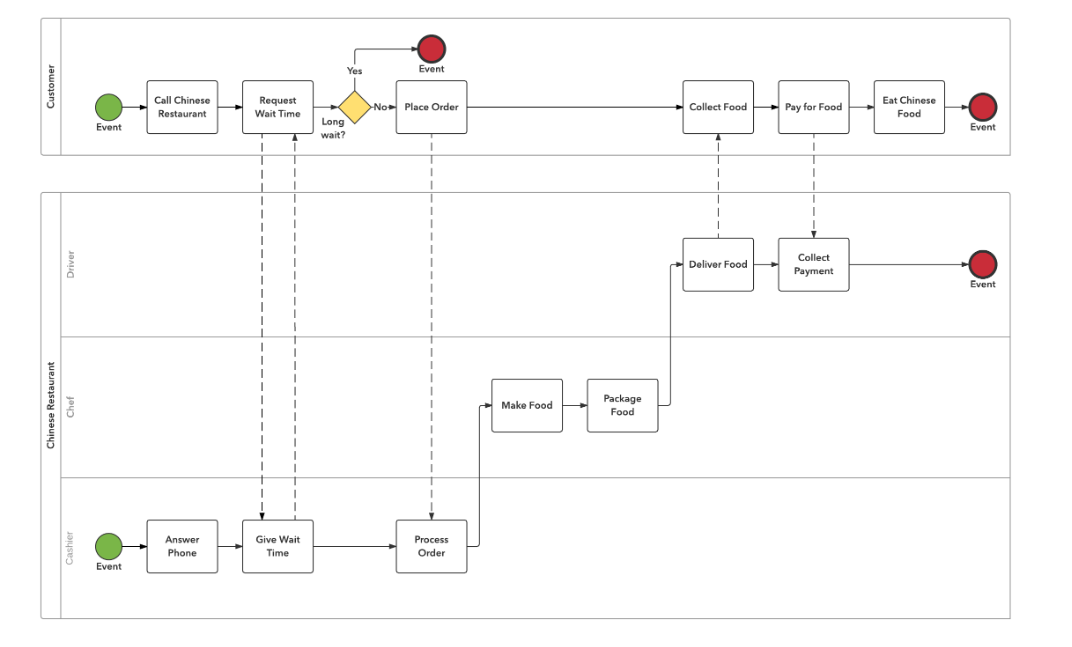 Customer
Event
Call Chinese
Restaurant
Request
Wait Time
Long
wait?
Yes
No
Event
Place Order
Collect Food
Pay for Food
Eat Chinese
Food
Event
Chinese Restaurant
Driver
Deliver Food
Collect
Payment
Event
Chef
Make Food
Package
Food
Cashier
Event
Answer
Phone
Give Wait
Time
Process
Order